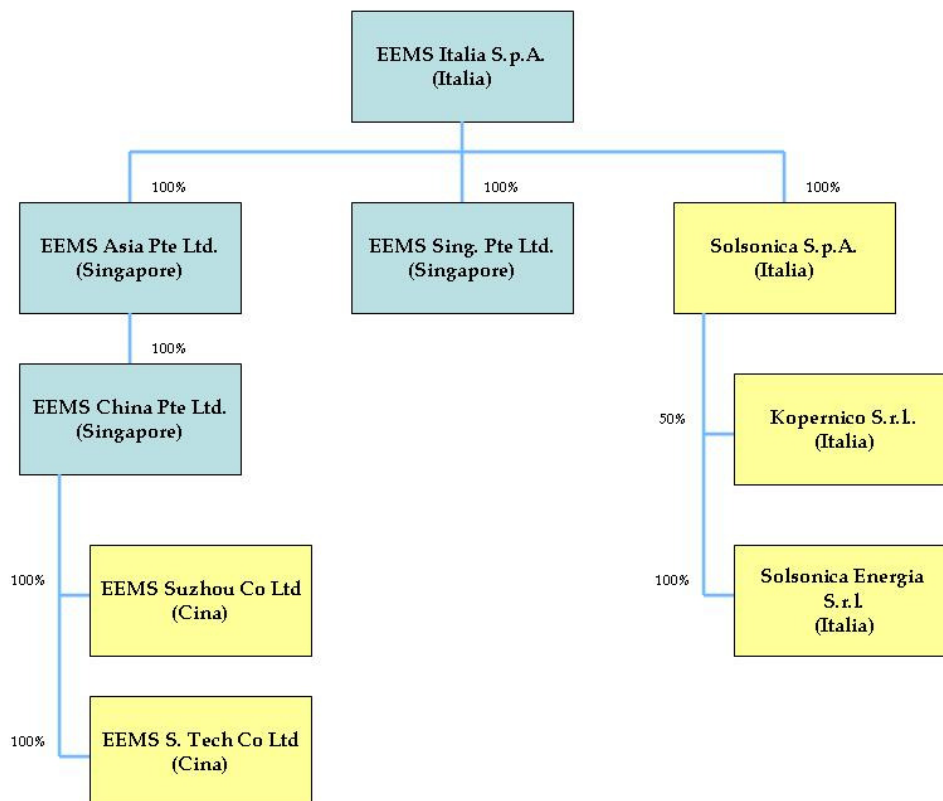 EEMS Italia S.p.A.
(Italia)
100%
100%
100%
EEMS Asia Pte Ltd.
(Singapore)
EEMS Sing. Pte Ltd.
(Singapore)
Solsonica S.p.A.
(Italia)
100%
EEMS China Pte Ltd.
(Singapore)
50%
Kopernico S.r.l..
(Italia)
100%
EEMS Suzhou Co Ltd
(Cina)
100%
Solsonica Energia
S.r.l.
(Italia)
100%
EEMS S. Tech Co Ltd
(Cina)